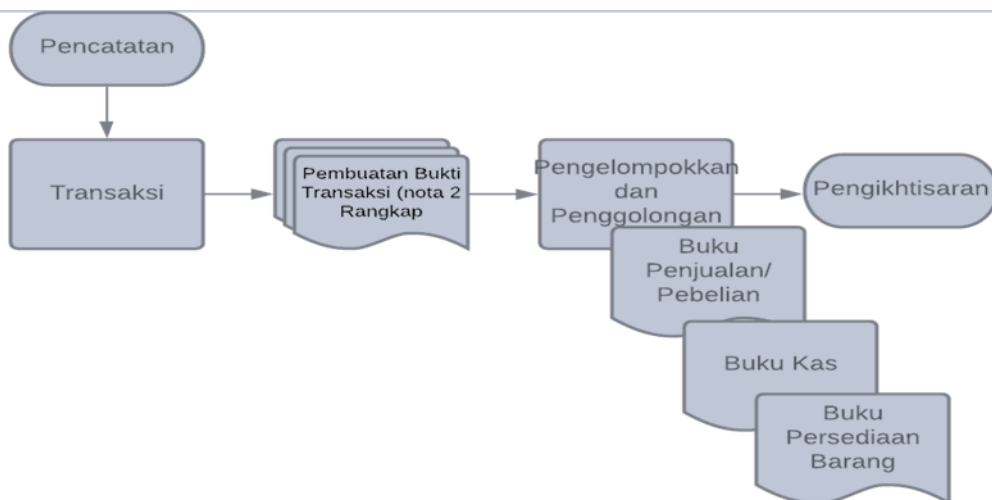 Pencatatan
Transaksi
Pembuatan Bukti
Transaksi (nota 2
Rangkap
Pengelompokkan
dan
Penggolongan
Pengikhtisaran
Buku
Penjualan/
Pebelian
Buku Kas
Buku
Persediaan
Barang